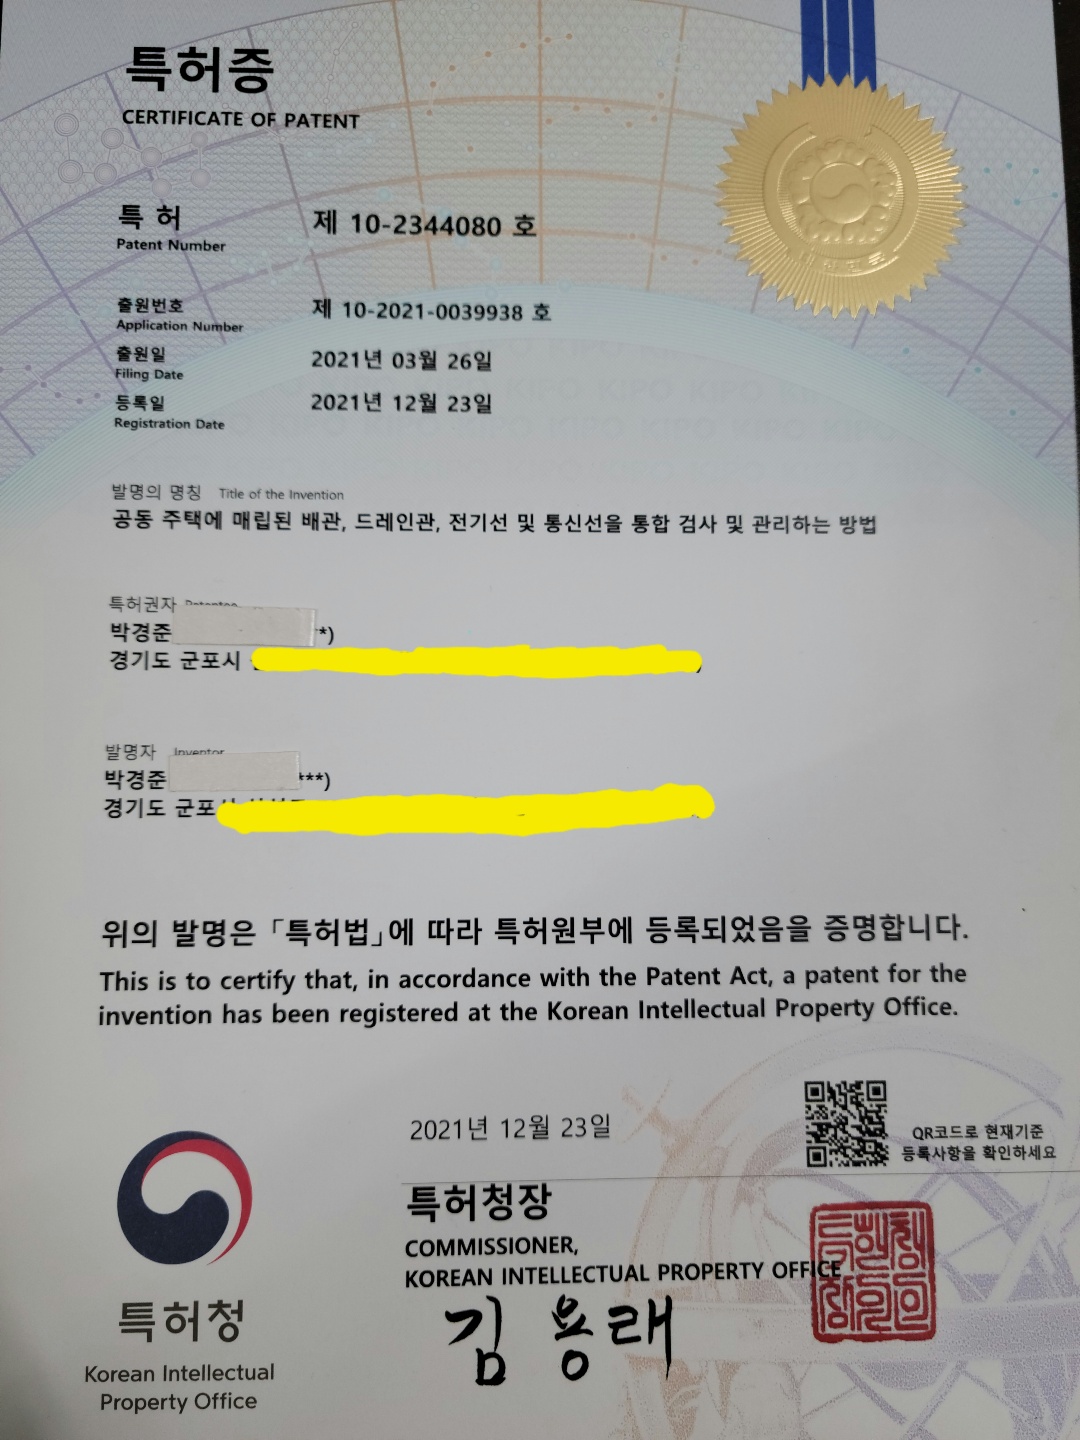 특허증
CERTIFICATE OF PATENT
특 허 제 10-2344080 호
Patent Number
출원번호 제 10-2021-0039938 호
Application Number
출원일 2021년 03월 26일
Filing Date
등록일 2021년 12월 23일
Registration Date
발명의 명칭 Title of the Invention
공동 주택에 매립된 배관, 드레인관, 전기선 및 통신선을 통합 검사 및 관리하는 방법
특허권자
박경준 *)
경기도 군포시
발명자 Inventor
박경준 ***)
경기도 군포
위의 발명은 「특허법」에 따라 특허원부에 등록되었음을 증명합니다.
This is to certify that, in accordance with the Patent Act, a patent for the
invention has been registered at the Korean Intellectual Property Office.
2021년 12월 23일
QR코드로 현재기준
등록사항을 확인하세요
특허청장
COMMISSIONER,
KOREAN INTELLECTUAL PROPERTY OFFICE
김용래
특허청
Korean Intellectual
Property Office